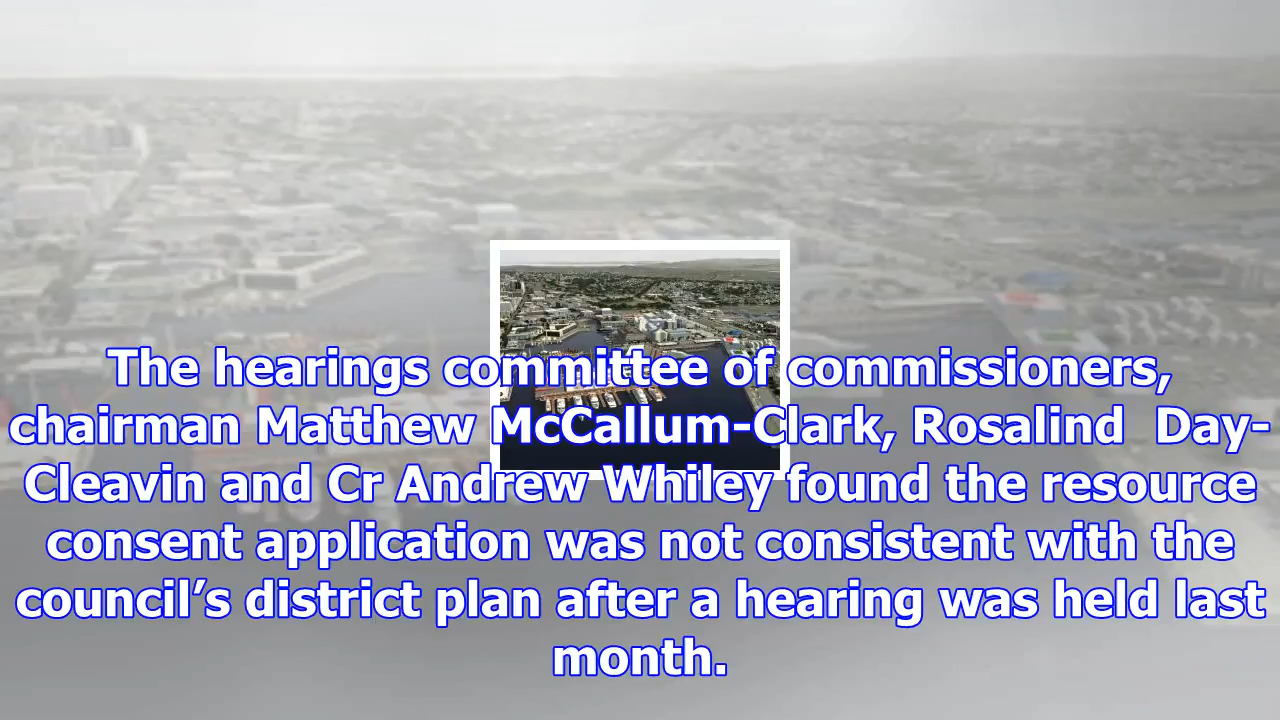 The hearings committee of commissioners,
chairman Matthew McCallum-Clark, Rosalind  Day-
Cleavin and Cr Andrew Whiley found the resource
consent application was not consistent with the
council’s district plan after a hearing was held last
month.